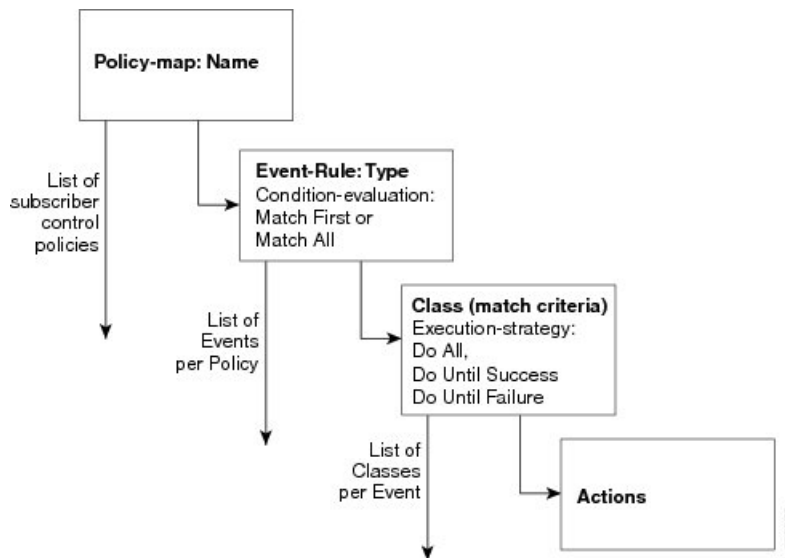 Policy-map: Name
List of
subscriber
control
policies
Event-Rule: Type
Condition-evaluation:
Match First or
Match All
List of
Events
per Policy
Class (match criteria)
Execution-strategy:
Do All,
Do Until Success
Do Until Failure
List of
Classes
per Event
Actions